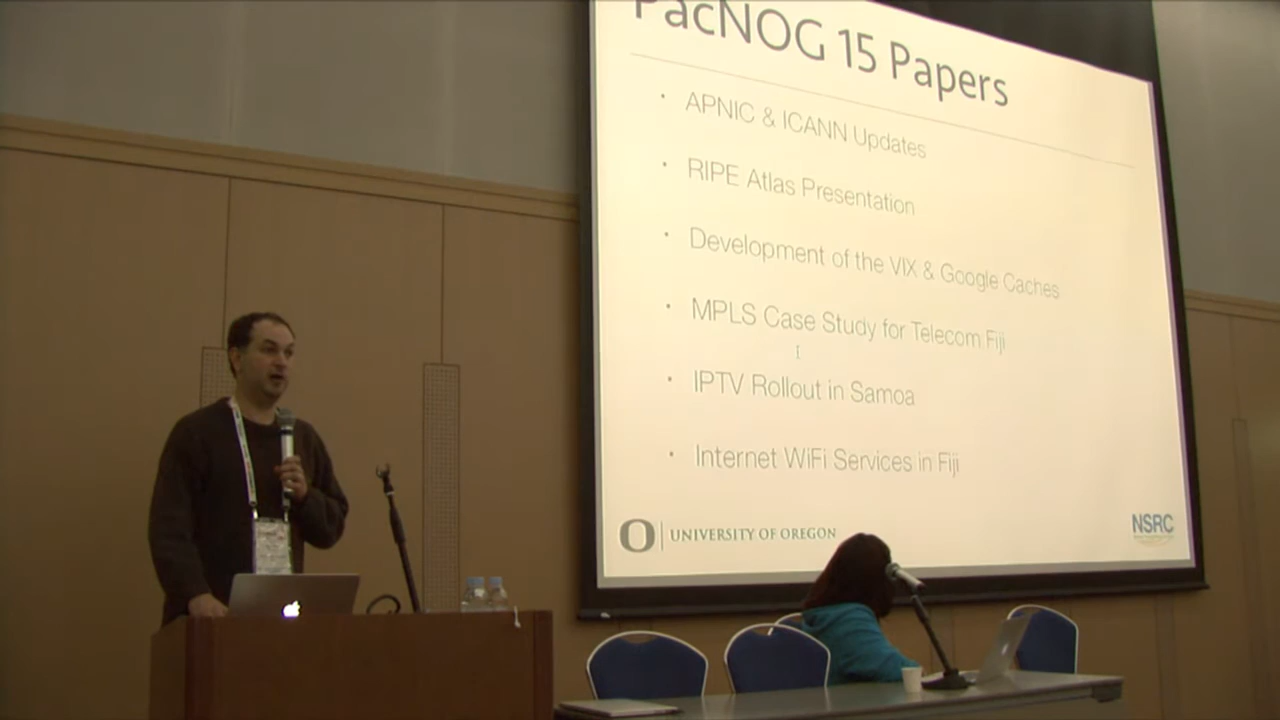 PacNOG 15 Papers
· APNIC & ICANN Updates
· RIPE Atlas Presentation
· Development of the VIX & Google Caches
· MPLS Case Study for Telecom Fiji
· IPTV Rollout in Samoa
· Internet WiFi Services in Fiji
O | UNIVERSITY OF OREGON
NSRC